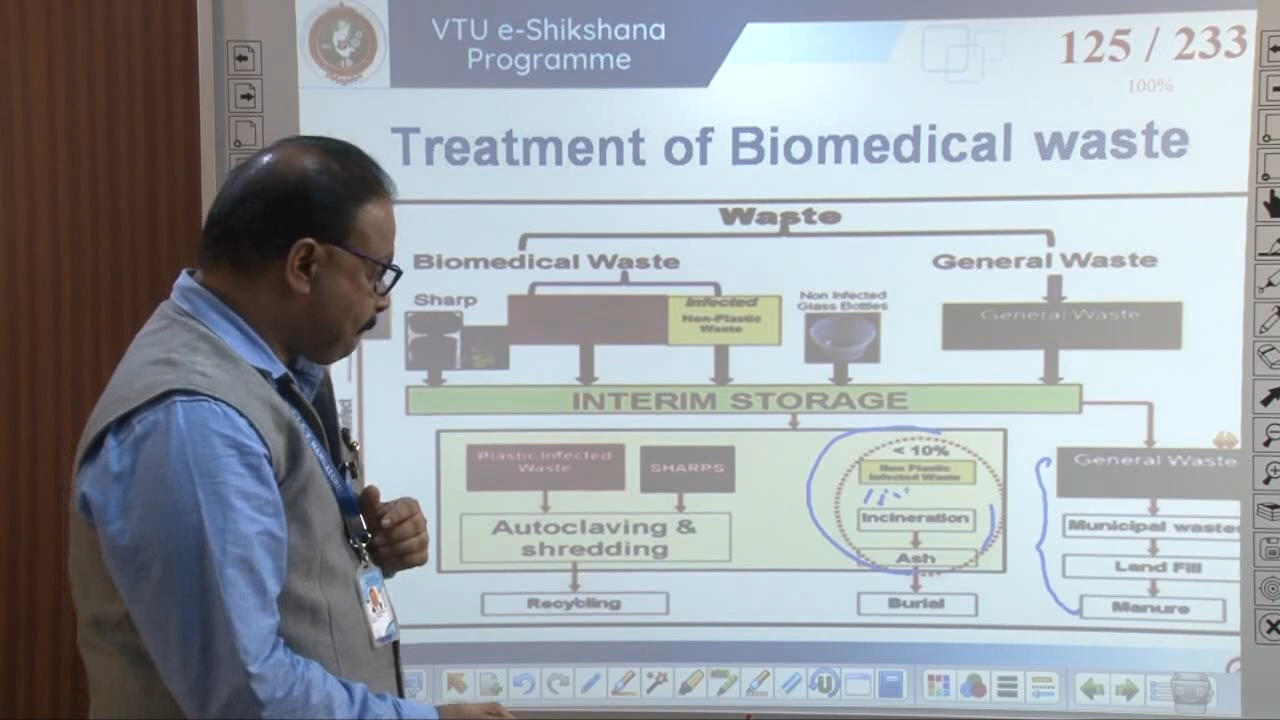 VTU e-Shikshana
Programme
125 / 233
100%
Treatment of Biomedical waste
Waste
Biomedical Waste
General Waste
Sharp
Infected
Non-Plastic
Waste
Non Infected
Glass Bottles
General Waste
INTERIM STORAGE
Plastic Infected
Waste
SHARPS
< 10%
Non Plastic
Infected Waste
General Waste
Autoclaving &
shredding
Incineration
Municipal wastes
Ash
Land Fill
Recycling
Burial
Manure